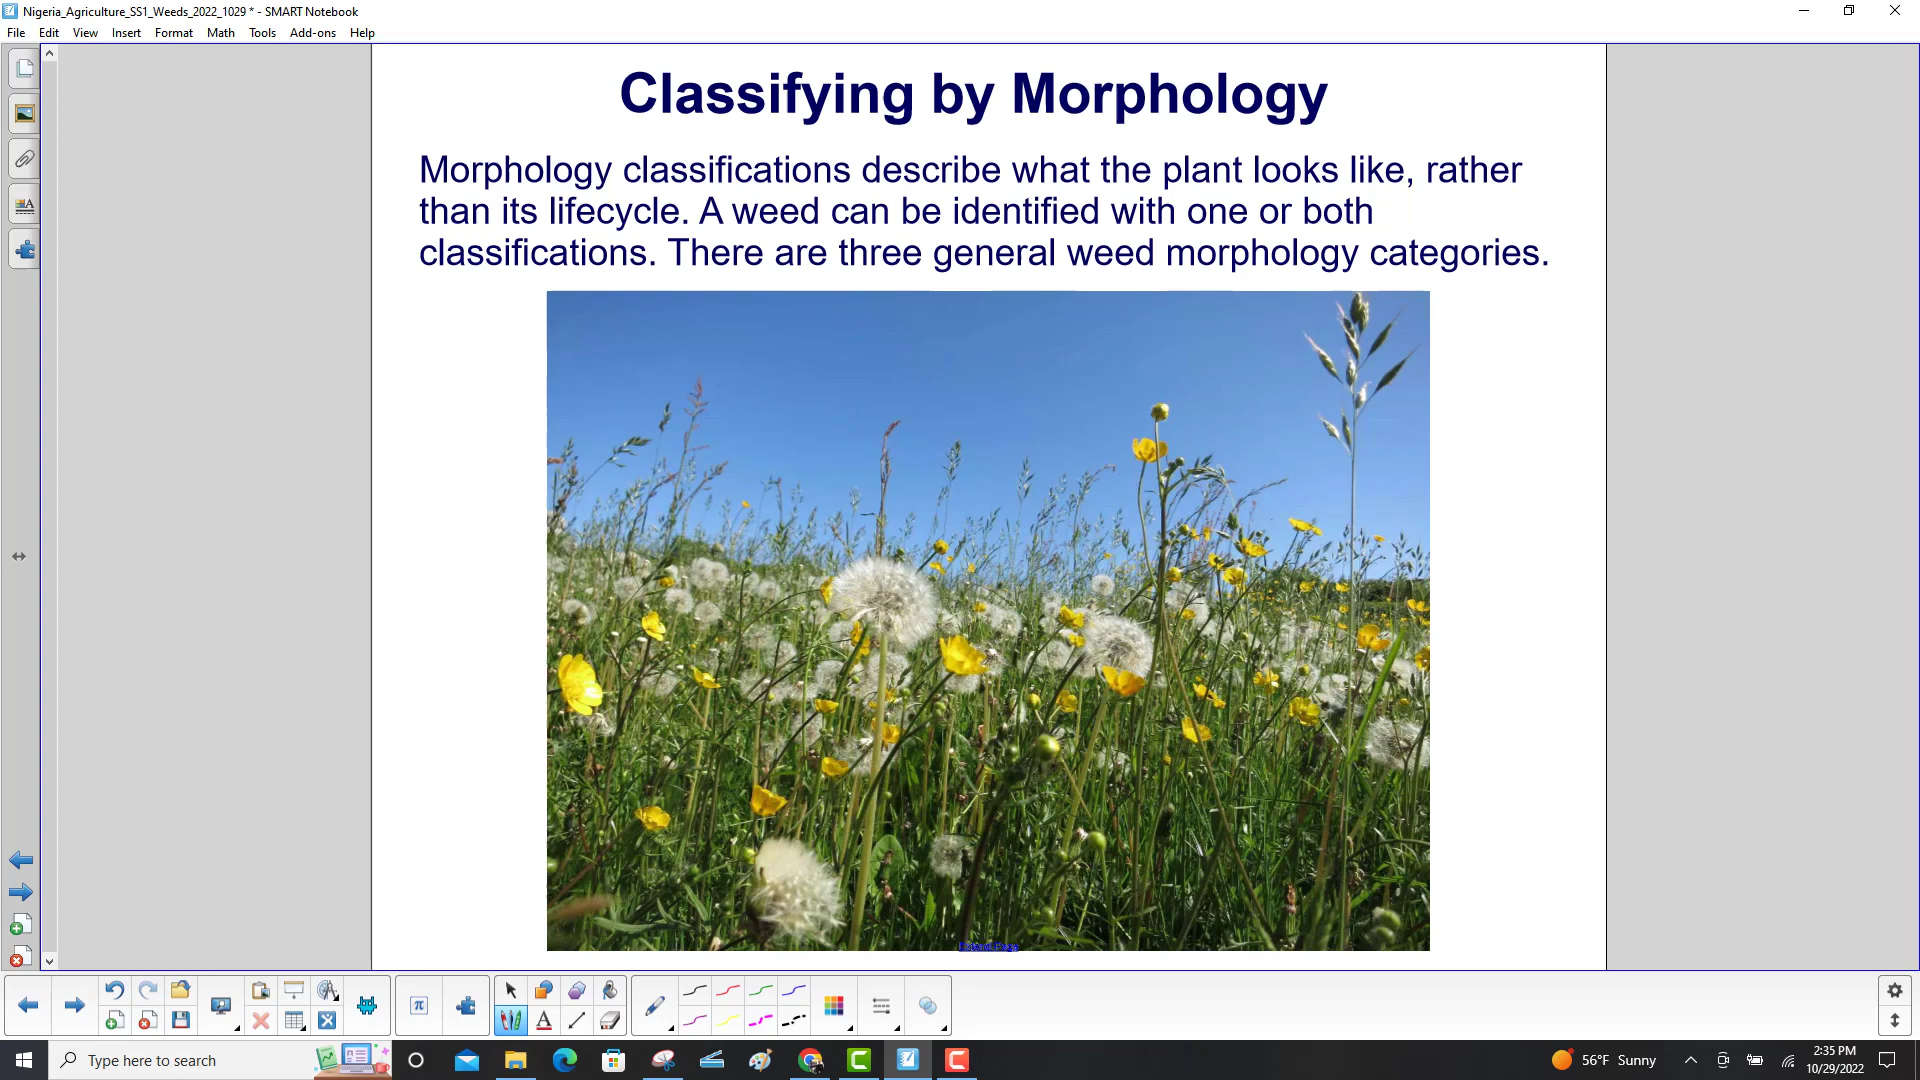 Nigeria_Agriculture_SS1_Weeds_2022_1029 * - SMART Notebook
File Edit View Insert Format Math Tools Add-ons Help
Classifying by Morphology
Morphology classifications describe what the plant looks like, rather
than its lifecycle. A weed can be identified with one or both
classifications. There are three general weed morphology categories.
Extend Page
Type here to search
56°F Sunny
2:35 PM
10/29/2022